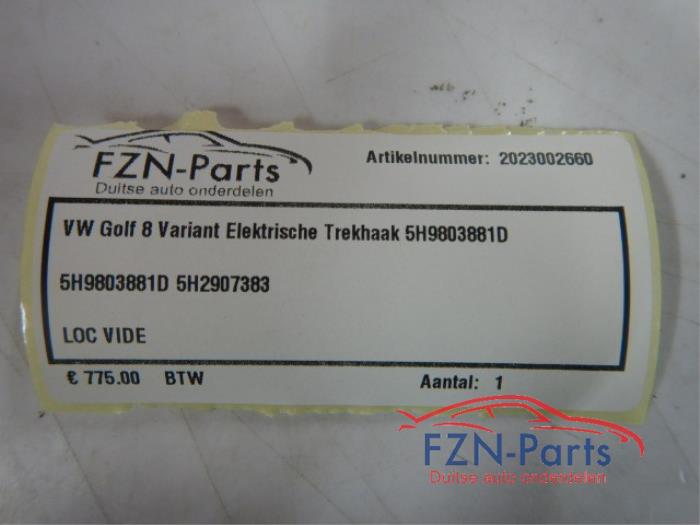 FZN-Parts
Duitse auto onderdelen
Artikelnummer: 2023002660
VW Golf 8 Variant Elektrische Trekhaak 5H9803881D
5H9803881D 5H2907383
LOC VIDE
€ 775.00 BTW
Aantal: 1
FZN-Parts
Duitse auto onderdelen